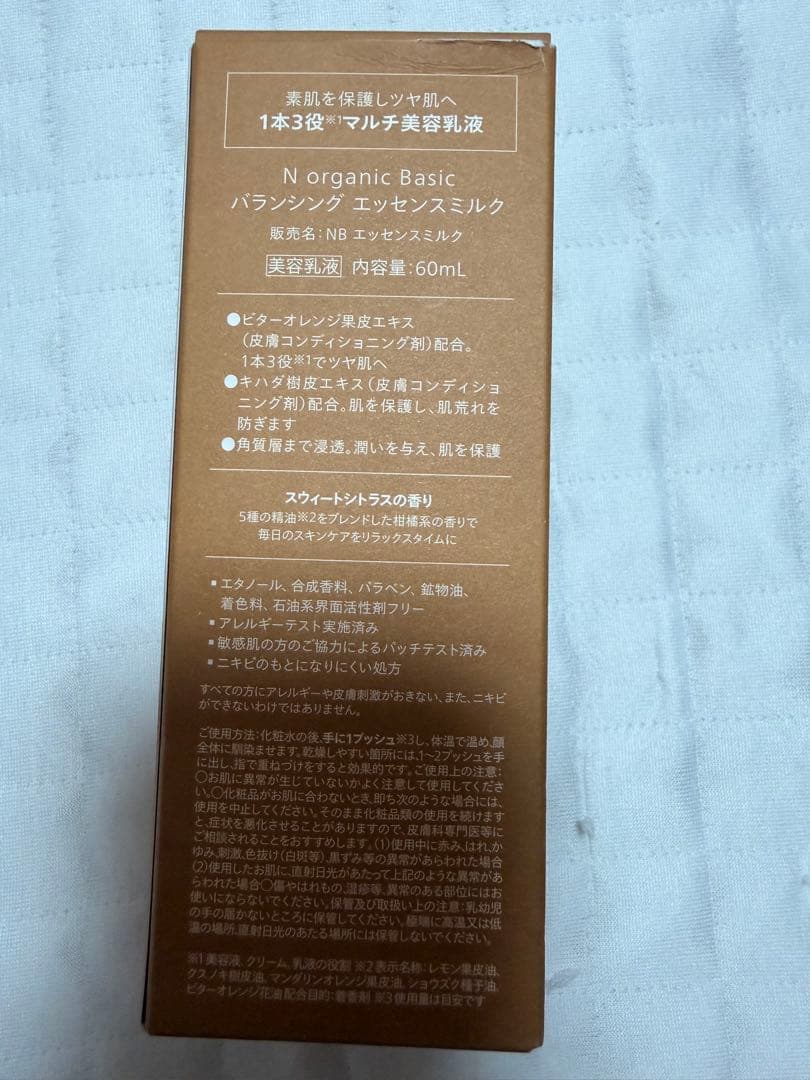 素肌を保護しツヤ肌へ
1本3役※1マルチ美容乳液
N organic Basic
バランシング エッセンスミルク
販売名:NB エッセンスミルク
美容乳液 内容量:60mL
●ビターオレンジ果皮エキス
(皮膚コンディショニング剤)配合。
1本3役※1でツヤ肌へ
●キハダ樹皮エキス(皮膚コンディショ
ニング剤)配合。肌を保護し、肌荒れを
防ぎます
●角質層まで浸透。潤いを与え、肌を保護
スウィートシトラスの香り
5種の精油※2をブレンドした柑橘系の香りで
毎日のスキンケアをリラックスタイムに
▪エタノール、合成香料、パラベン、鉱物油、
着色料、石油系界面活性剤フリー
▪アレルギーテスト実施済み
▪敏感肌の方のご協力によるパッチテスト済み
▪ニキビのもとになりにくい処方
すべての方にアレルギーや皮膚刺激がおきない、また、ニキビ
ができないわけではありません。
ご使用方法:化粧水の後、手に1プッシュ※3し、体温で温め、顔
全体に馴染ませます。乾燥しやすい箇所には、1~2プッシュを手
に出し、指で重ねづけをすると効果的です。ご使用上の注意:
○お肌に異常が生じていないかよく注意して使用してくださ
い。○化粧品がお肌に合わないとき、即ち次のような場合には、
使用を中止してください。そのまま化粧品類の使用を続けます
と、症状を悪化させることがありますので、皮膚科専門医等に
ご相談されることをおすすめします。(1)使用中に赤み、はれ、か
ゆみ、刺激、色抜け(白斑等)、黒ずみ等の異常があらわれた場合
(2)使用したお肌に、直射日光があたって上記のような異常があ
らわれた場合○傷やはれもの、湿疹等、異常のある部位にはお
使いにならないでください。保管及び取扱い上の注意:乳幼児
の手の届かないところに保管してください。極端に高温又は低
温の場所、直射日光のあたる場所には保管しないでください。
※1美容液、クリーム、乳液の役割 ※2表示名称:レモン果皮油、
クスノキ樹皮油、マンダリンオレンジ果皮油、ショウズク種子油、
ビターオレンジ花油 配合目的:着香剤 ※3使用量は目安です